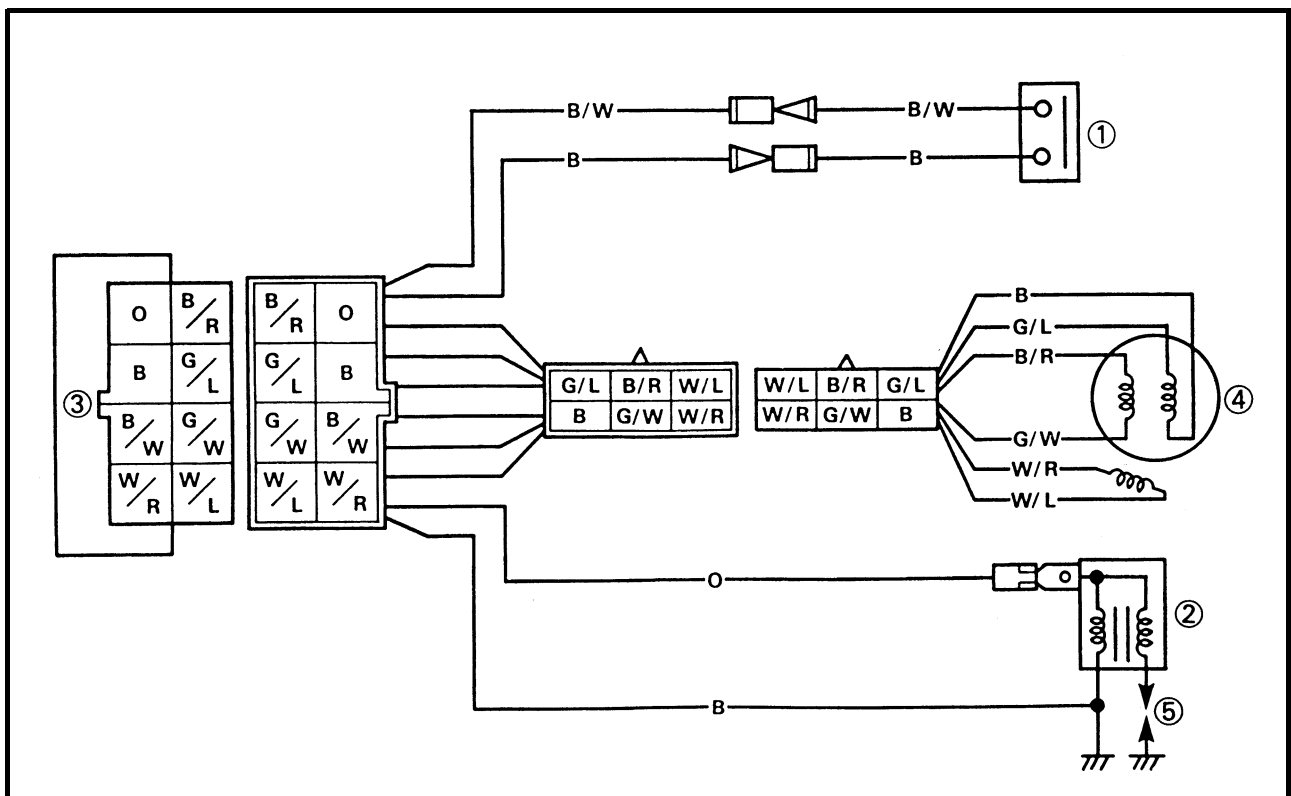 B/W B/W
①
B B
O B/R B/R O
B G/L G/L B
③
B/W G/W G/W B/W
W/R W/L W/L W/R
G/L B/R W/L W/L B/R G/L
B G/W W/R W/R G/W B
B
G/L
B/R
④
G/W
W/R
W/L
O
②
B
⑤